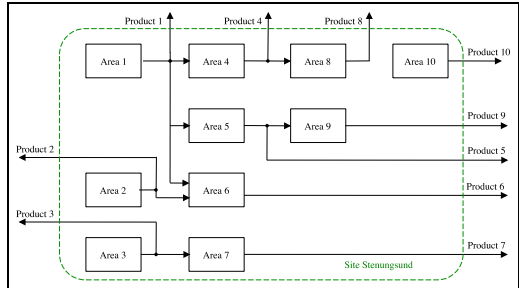 Product 1
Product 4
Product 8
Area 1
Area 4
Area 8
Area 10
Product 10
Area 5
Area 9
Product 9
Product 2
Product 5
Area 2
Area 6
Product 6
Product 3
Area 3
Area 7
Product 7
Site Stenungsund